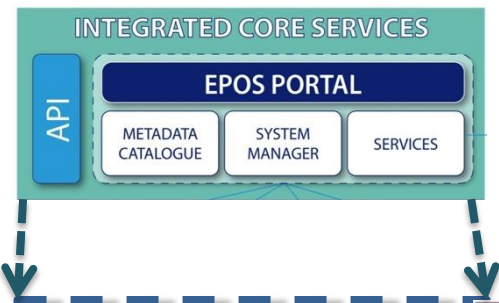 INTEGRATED CORE SERVICES
API
EPOS PORTAL
METADATA
CATALOGUE
SYSTEM
MANAGER
SERVICES